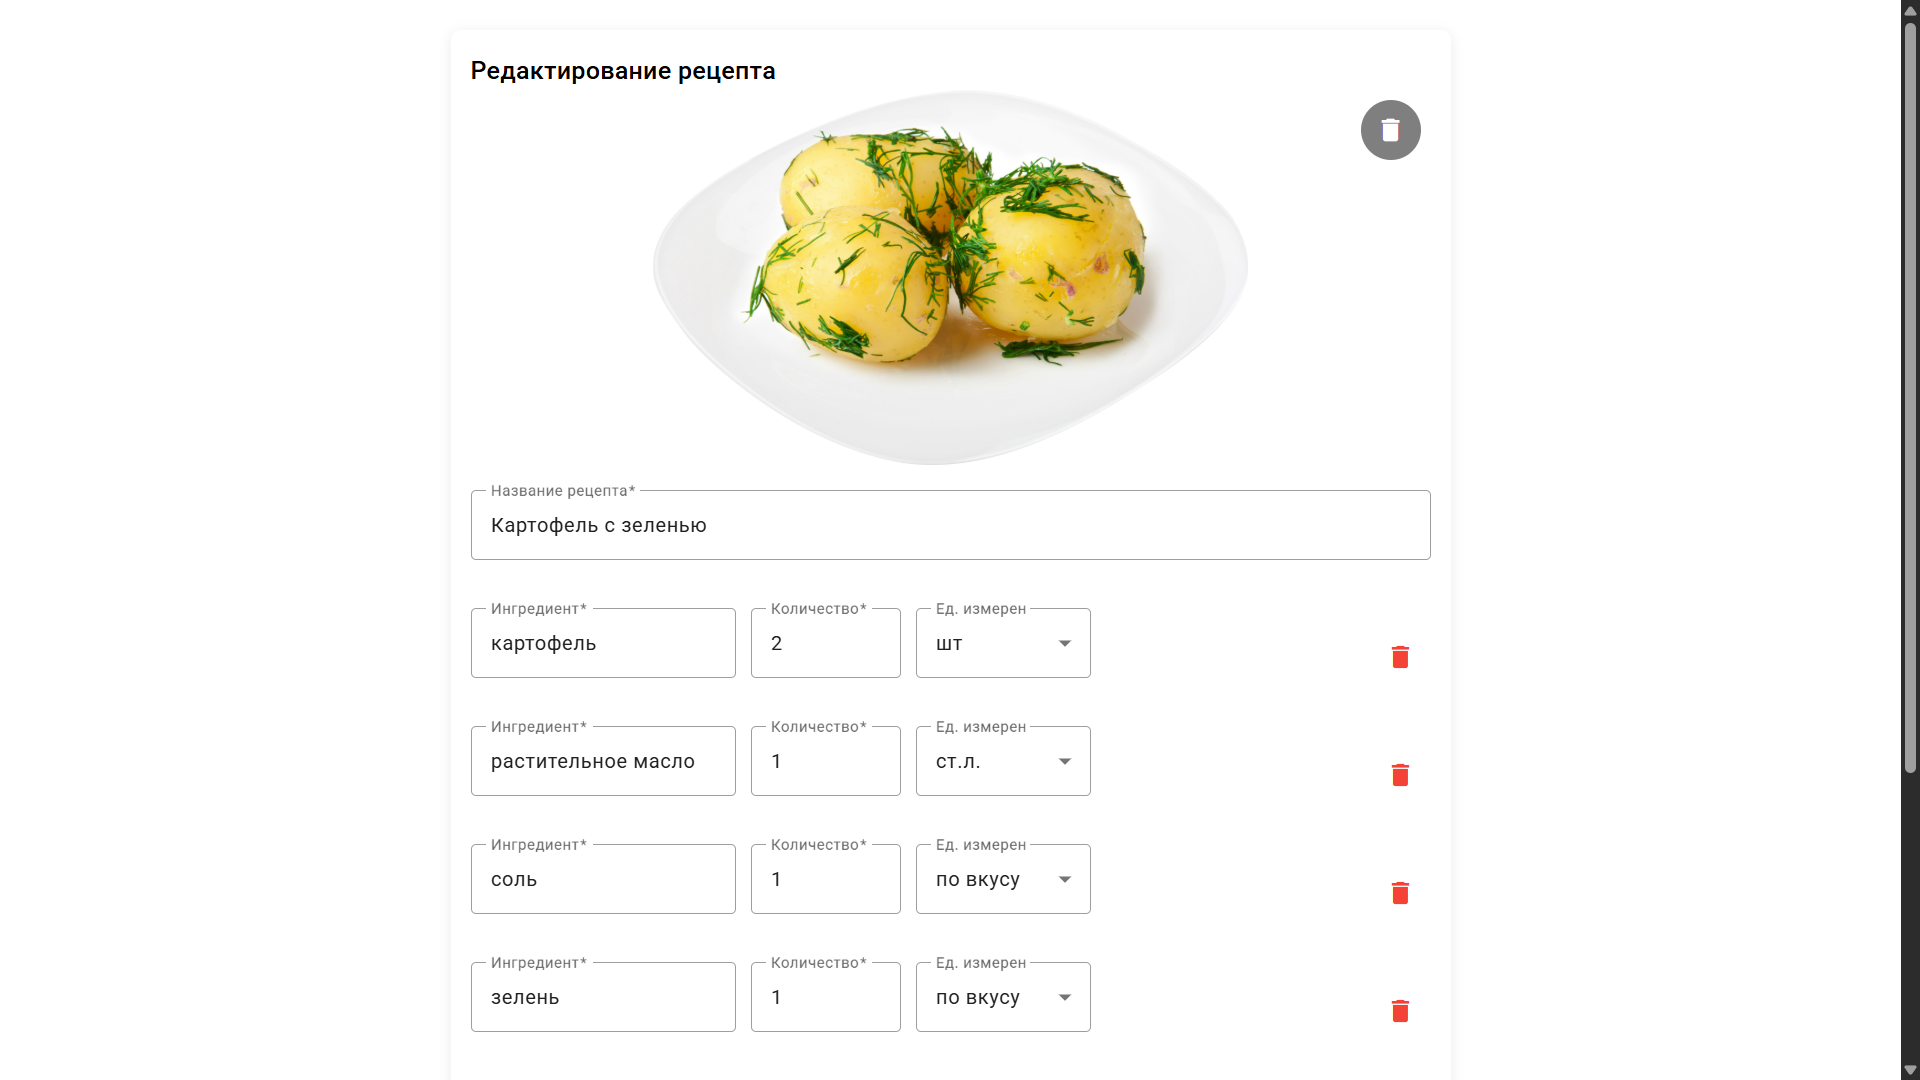 Редактирование рецепта
Название рецепта*
Картофель с зеленью
Ингредиент* Количество* Ед. измерен
картофель 2 шт
Ингредиент* Количество* Ед. измерен
растительное масло 1 ст.л.
Ингредиент* Количество* Ед. измерен
соль 1 по вкусу
Ингредиент* Количество* Ед. измерен
зелень 1 по вкусу